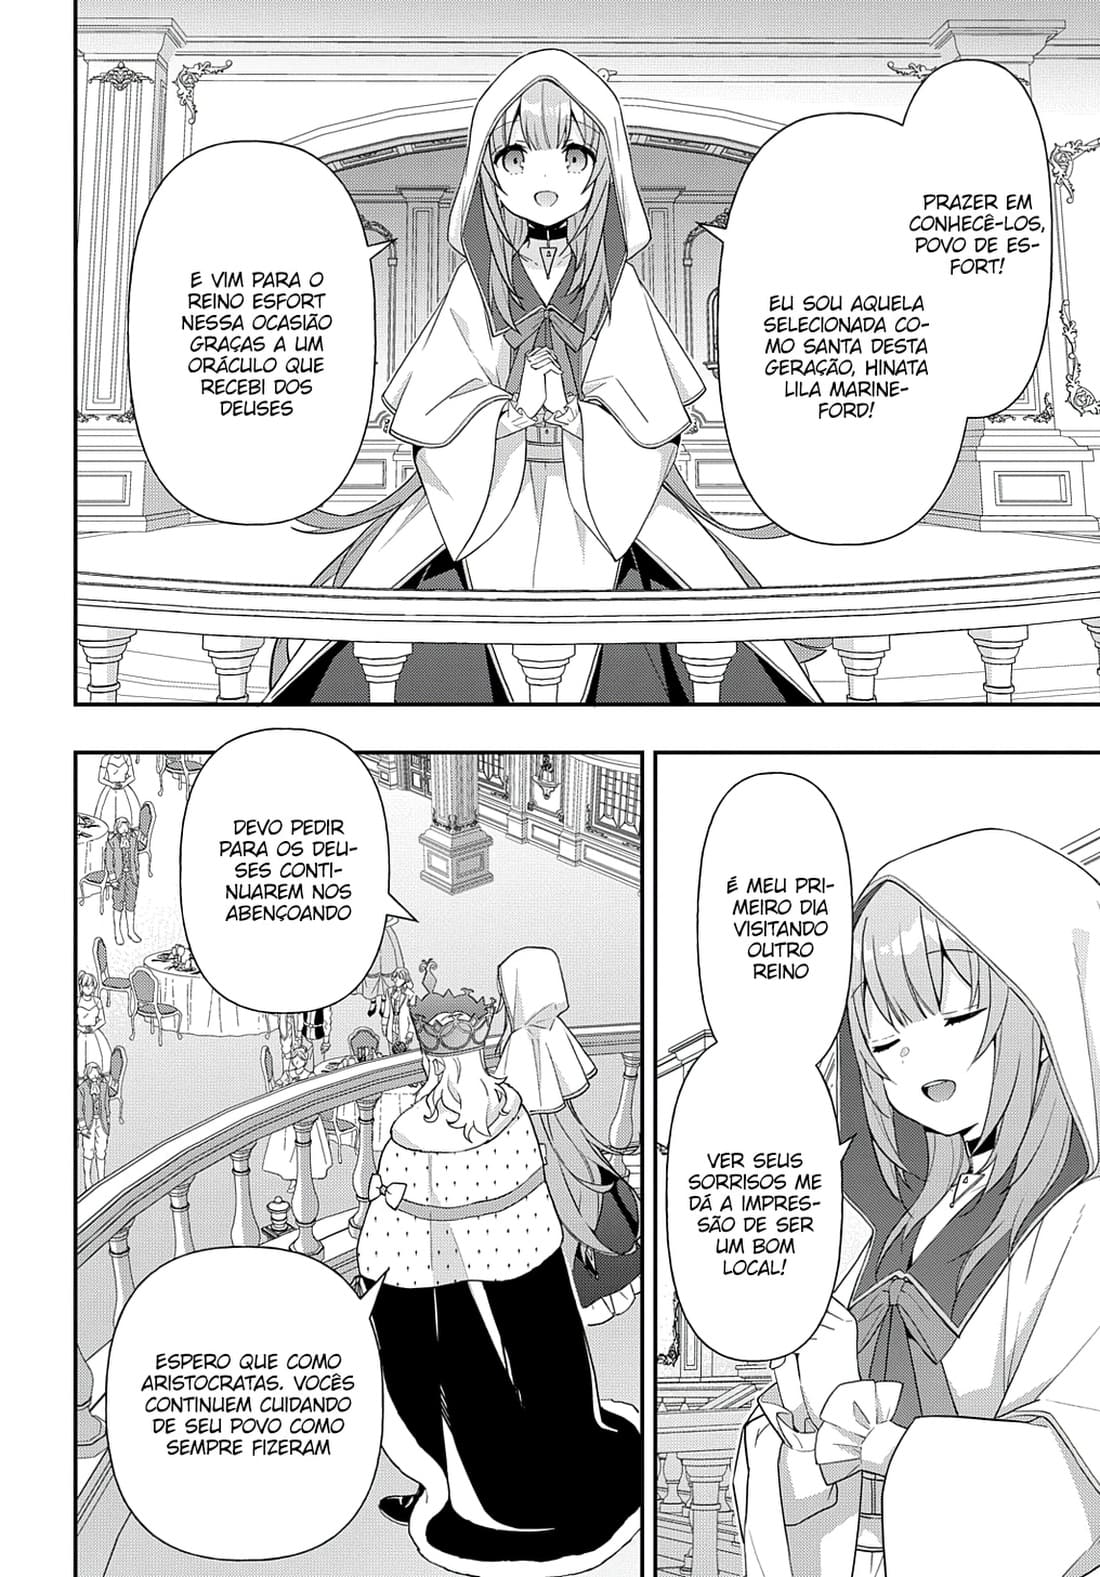 PRAZER EM
CONHECÊ-LOS,
POVO DE ES-
FORT!
EU SOU AQUELA
SELECIONADA CO-
MO SANTA DESTA
GERAÇÃO, HINATA
LILA MARINE-
FORD!
E VIM PARA O
REINO ESFORT
NESSA OCASIÃO
GRAÇAS A UM
ORÁCULO QUE
RECEBI DOS
DEUSES
É MEU PRI-
MEIRO DIA
VISITANDO
OUTRO
REINO
VER SEUS
SORRISOS ME
DÁ A IMPRES-
SÃO DE SER
UM BOM
LOCAL!
DEVO PEDIR
PARA OS DEU-
SES CONTI-
NUAREM NOS
ABENÇOANDO
ESPERO QUE COMO
ARISTOCRATAS. VOCÊS
CONTINUEM CUIDANDO
DE SEU POVO COMO
SEMPRE FIZERAM